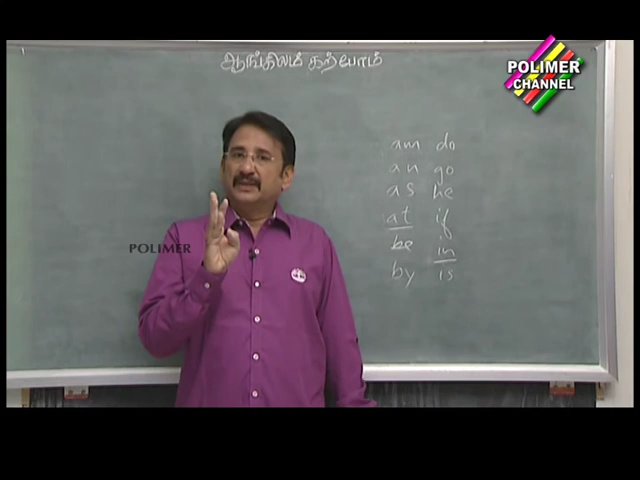 ஆங்கிலம் கற்போம்
POLIMER
CHANNEL
am do
an go
as he
at if
be in
by is
POLIMER